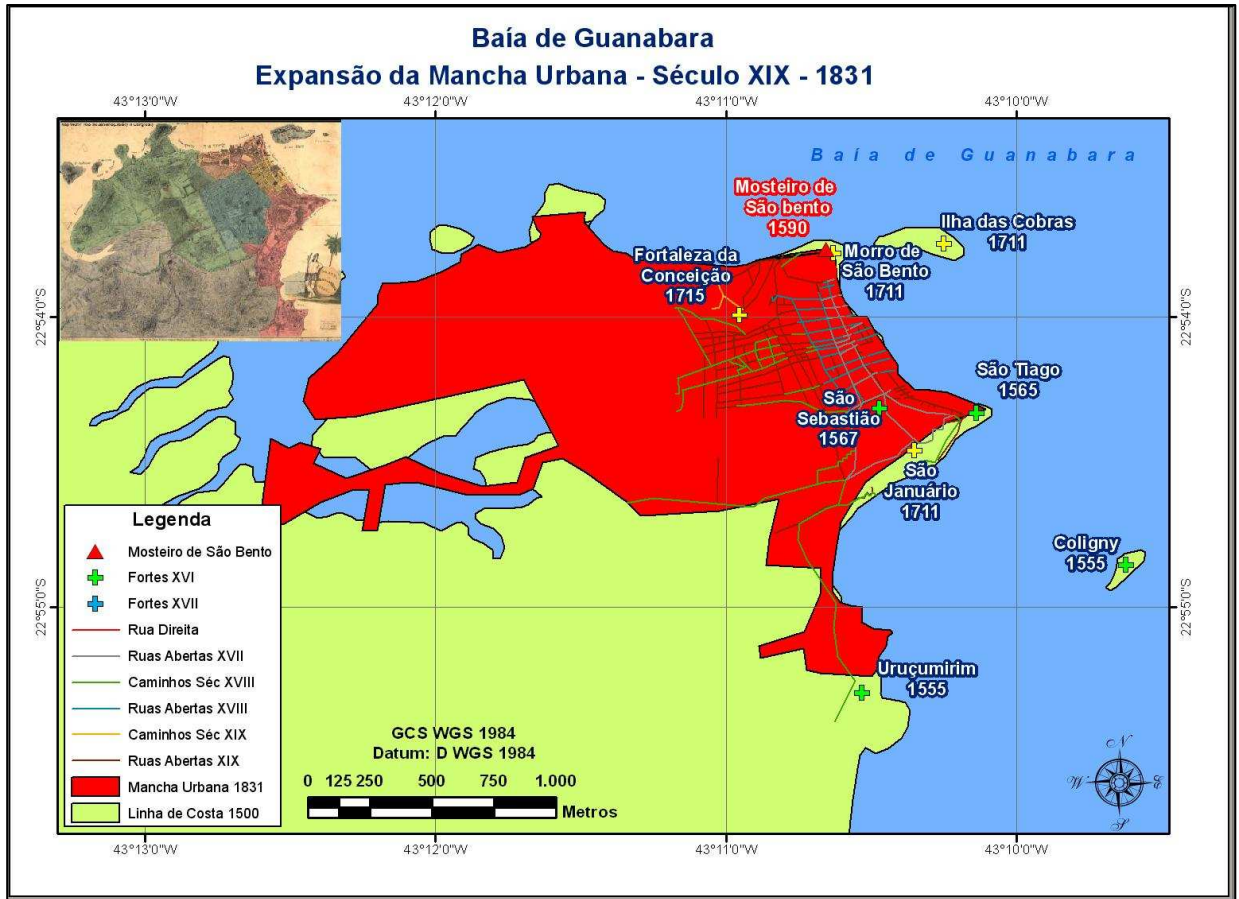 Baía de Guanabara
Expansão da Mancha Urbana - Século XIX - 1831
43°13'0"W
43°12'0"W
43°11'0"W
43°10'0"W
Baía de Guanabara
Mosteiro de
São bento
1590
Ilha das Cobras
1711
Fortaleza da
Conceição
1715
Morro de
São Bento
1711
22°54'0"S
22°54'0"S
São Tiago
1565
São
Sebastião
1567
São
Januário
1711
Coligny
1555
22°55'0"S
22°55'0"S
Uruçumirim
1555
Legenda
Mosteiro de São Bento
Fortes XVI
Fortes XVII
Rua Direita
Ruas Abertas XVII
Caminhos Séc XVIII
Ruas Abertas XVIII
Caminhos Séc XIX
Ruas Abertas XIX
Mancha Urbana 1831
Linha de Costa 1500
GCS WGS 1984
Datum: D WGS 1984
0 125 250 500 750 1.000
Metros
N
W
E
S
43°13'0"W
43°12'0"W
43°11'0"W
43°10'0"W